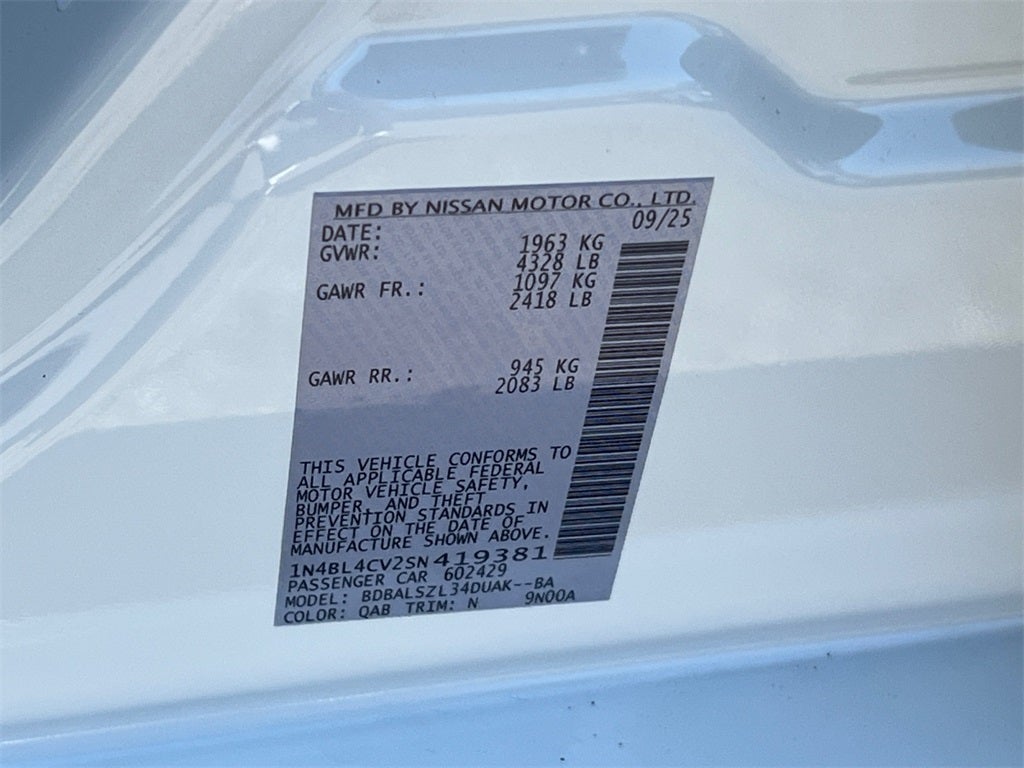 MFD BY NISSAN MOTOR CO., LTD.
DATE: 09/25
GVWR: 1963 KG
4328 LB
GAWR FR.: 1097 KG
2418 LB
GAWR RR.: 945 KG
2083 LB
THIS VEHICLE CONFORMS TO
ALL APPLICABLE FEDERAL
MOTOR VEHICLE SAFETY,
BUMPER, AND THEFT
PREVENTION STANDARDS IN
EFFECT ON THE DATE OF
MANUFACTURE SHOWN ABOVE.
1N4BL4CV2SN419381
PASSENGER CAR 602429
MODEL: BDBALSZL34DUAK--BA
COLOR: QAB TRIM: N 9N00A